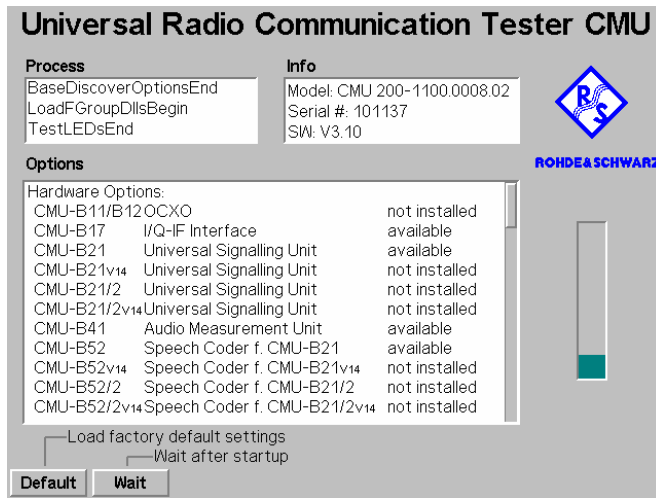 Universal Radio Communication Tester CMU
Process
BaseDiscoverOptionsEnd
LoadFGroupDllsBegin
TestLEDsEnd
Info
Model: CMU 200-1100.0008.02
Serial #: 101137
SW: V3.10
R S
ROHDE&SCHWARZ
Options
Hardware Options:
CMU-B11/B12 OCXO not installed
CMU-B17 I/Q-IF Interface available
CMU-B21 Universal Signalling Unit available
CMU-B21v14 Universal Signalling Unit not installed
CMU-B21/2 Universal Signalling Unit not installed
CMU-B21/2v14 Universal Signalling Unit not installed
CMU-B41 Audio Measurement Unit available
CMU-B52 Speech Coder f. CMU-B21 available
CMU-B52v14 Speech Coder f. CMU-B21v14 not installed
CMU-B52/2 Speech Coder f. CMU-B21/2 not installed
CMU-B52/2v14 Speech Coder f. CMU-B21/2v14 not installed
Load factory default settings
Wait after startup
Default Wait